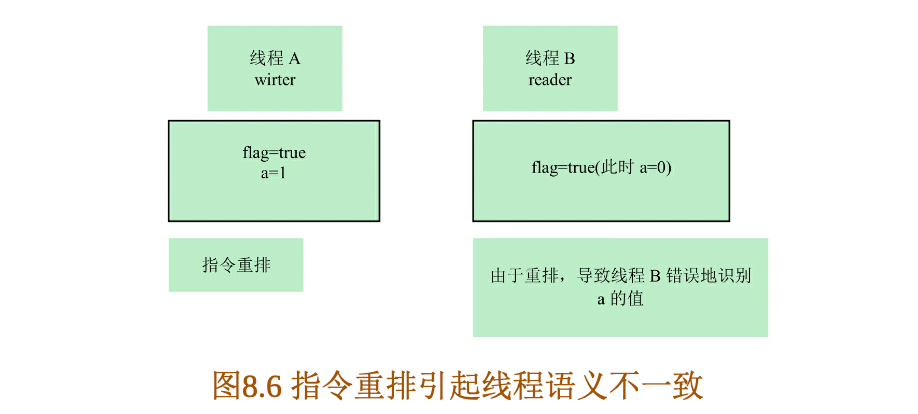 线程 A
wirter
线程 B
reader
flag=true
a=1
flag=true(此时 a=0)
指令重排
由于重排，导致线程 B 错误地识别
a 的值
图8.6 指令重排引起线程语义不一致